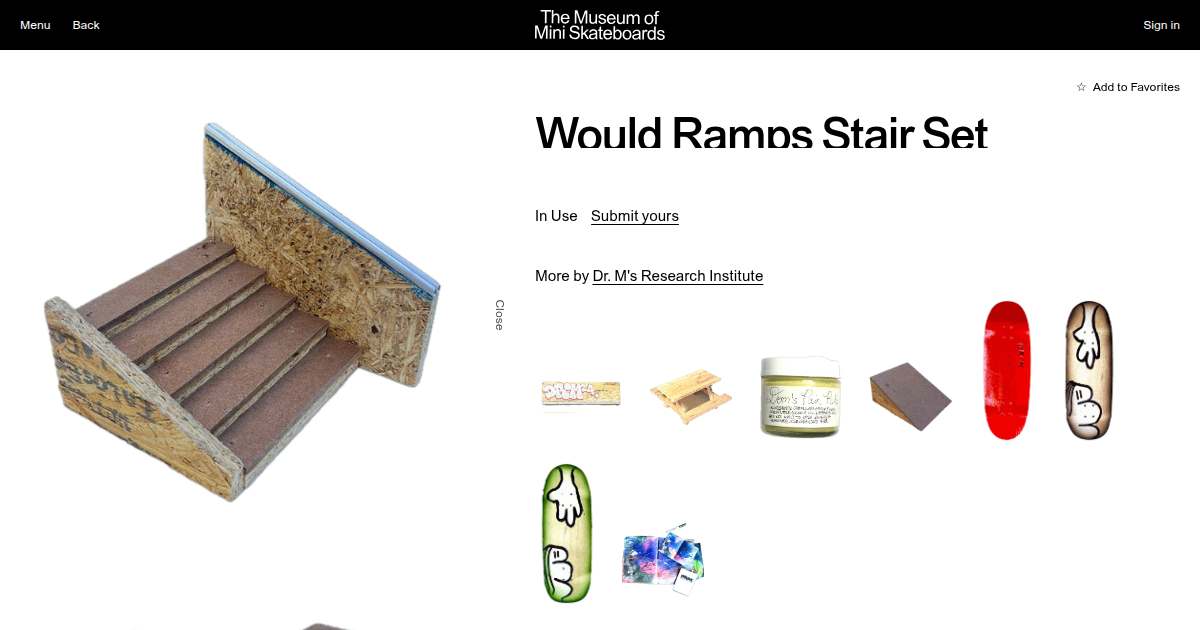 Menu
Back
The Museum of
Mini Skateboards
Sign in
☆ Add to Favorites
Would Ramps Stair Set
In Use
Submit yours
More by Dr. M's Research Institute
Close